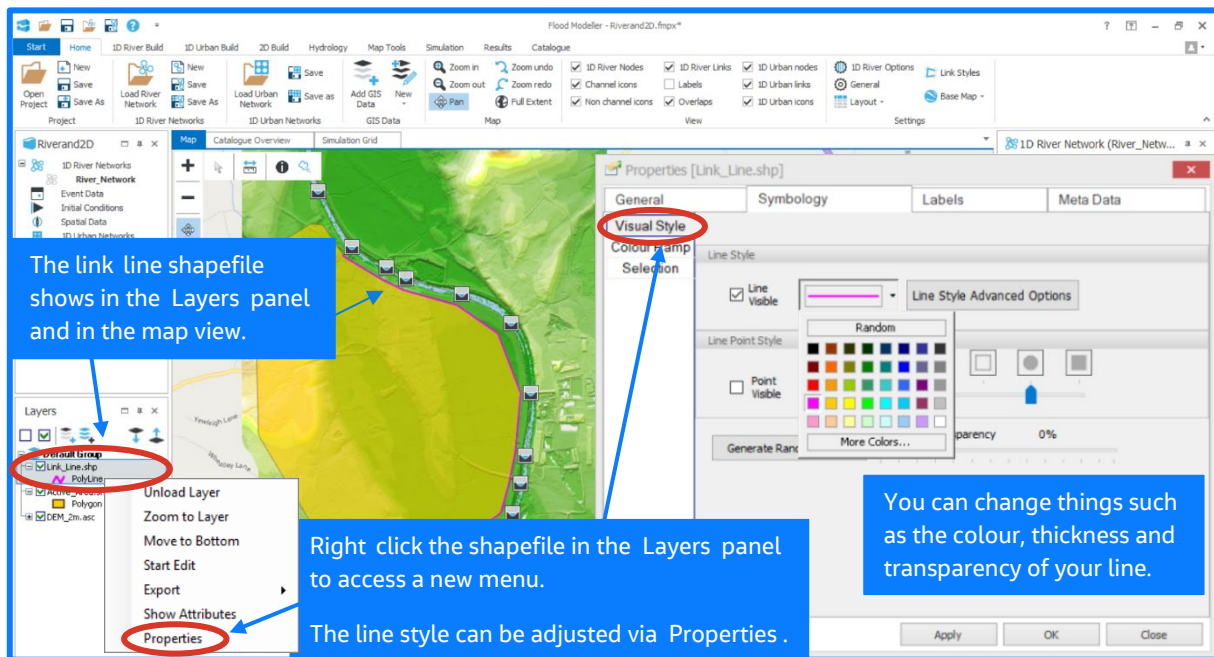 Flood Modeller - Riverand2D.fmpx*
Start Home 1D River Build 1D Urban Build 2D Build Hydrology Map Tools Simulation Results Catalogue
Open Project
New
Save
Save As
Project
Load River Network
New
Save
Save As
1D River Networks
Load Urban Network
Save
Save as
1D Urban Networks
Add GIS Data
New
GIS Data
Zoom in
Zoom out
Pan
Zoom undo
Zoom redo
Full Extent
Map
1D River Nodes
Channel icons
Non channel icons
1D River Links
Labels
Overlaps
1D Urban nodes
1D Urban links
1D Urban icons
View
1D River Options
General
Layout
Link Styles
Base Map
Settings
Riverand2D
Map Catalogue Overview Simulation Grid
1D River Network (River_Netw...
1D River Networks
River_Network
Event Data
Initial Conditions
Spatial Data
1D Urban Networks
The link line shapefile
shows in the Layers panel
and in the map view.
Properties [Link_Line.shp]
General Symbology Labels Meta Data
Visual Style
Colour Ramp
Selection
Line Style
Line Visible
Line Style Advanced Options
Random
Line Point Style
Point Visible
More Colors...
Generate Rand
sparency 0%
Layers
Default Group
Link_Line.shp
PolyLine
Polygon
DEM_2m.asc
Unload Layer
Zoom to Layer
Move to Bottom
Start Edit
Export
Show Attributes
Properties
Right click the shapefile in the Layers panel
to access a new menu.
The line style can be adjusted via Properties .
You can change things such
as the colour, thickness and
transparency of your line.
Apply OK Close